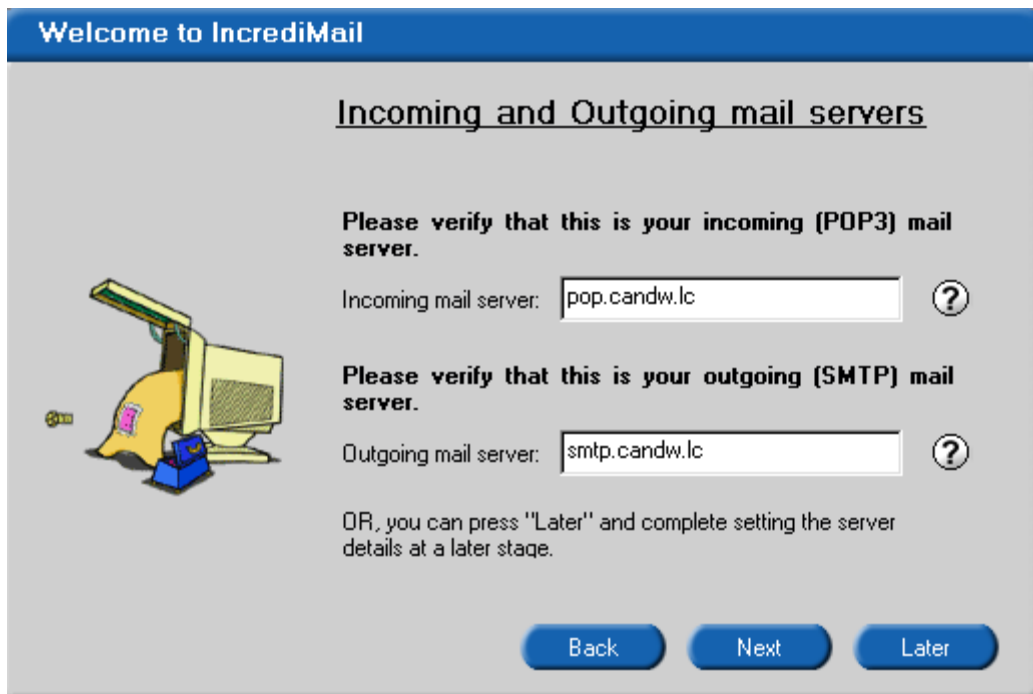 Welcome to IncrediMail
Incoming and Outgoing mail servers
Please verify that this is your incoming (POP3) mail
server.
Incoming mail server: pop.candw.lc
?
Please verify that this is your outgoing (SMTP) mail
server.
Outgoing mail server: smtp.candw.lc
?
OR, you can press "Later" and complete setting the server
details at a later stage.
Back Next Later